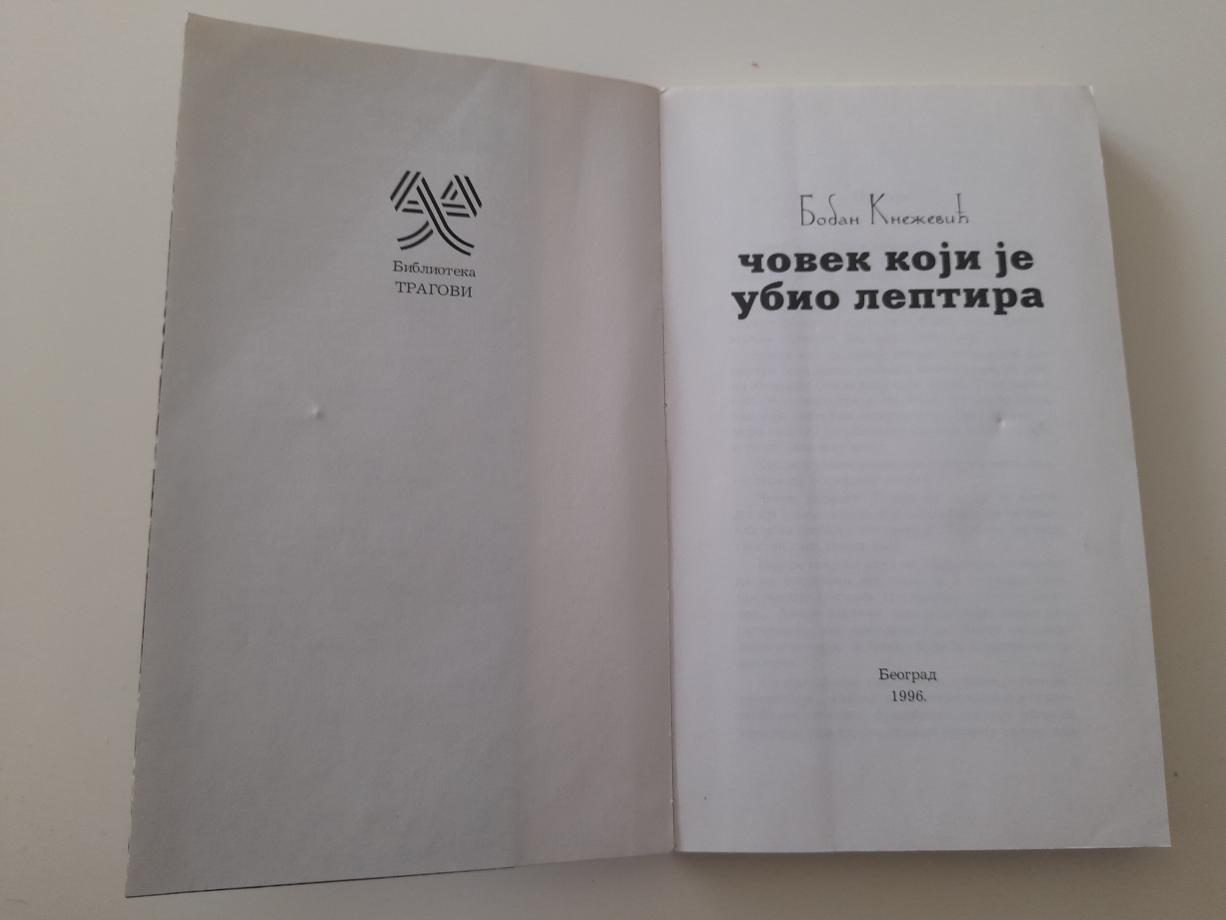 Библиотека
ТРАГОВИ
Бобан Кнежевић
човек који је
убио лептира
Београд
1996.